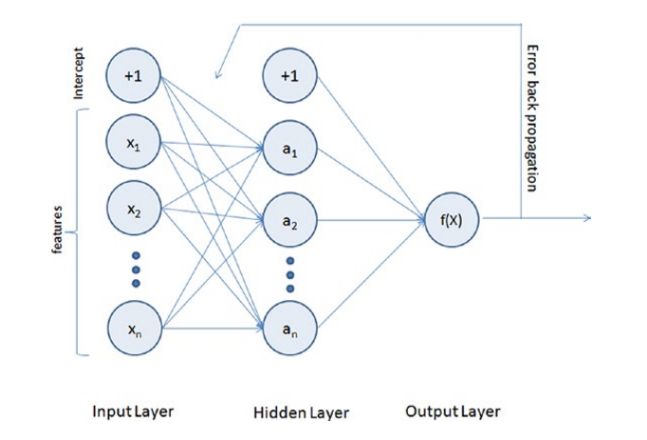 Intercept
features
+1
x1
x2
xn
+1
a1
a2
an
f(X)
Error back propagation
Input Layer
Hidden Layer
Output Layer